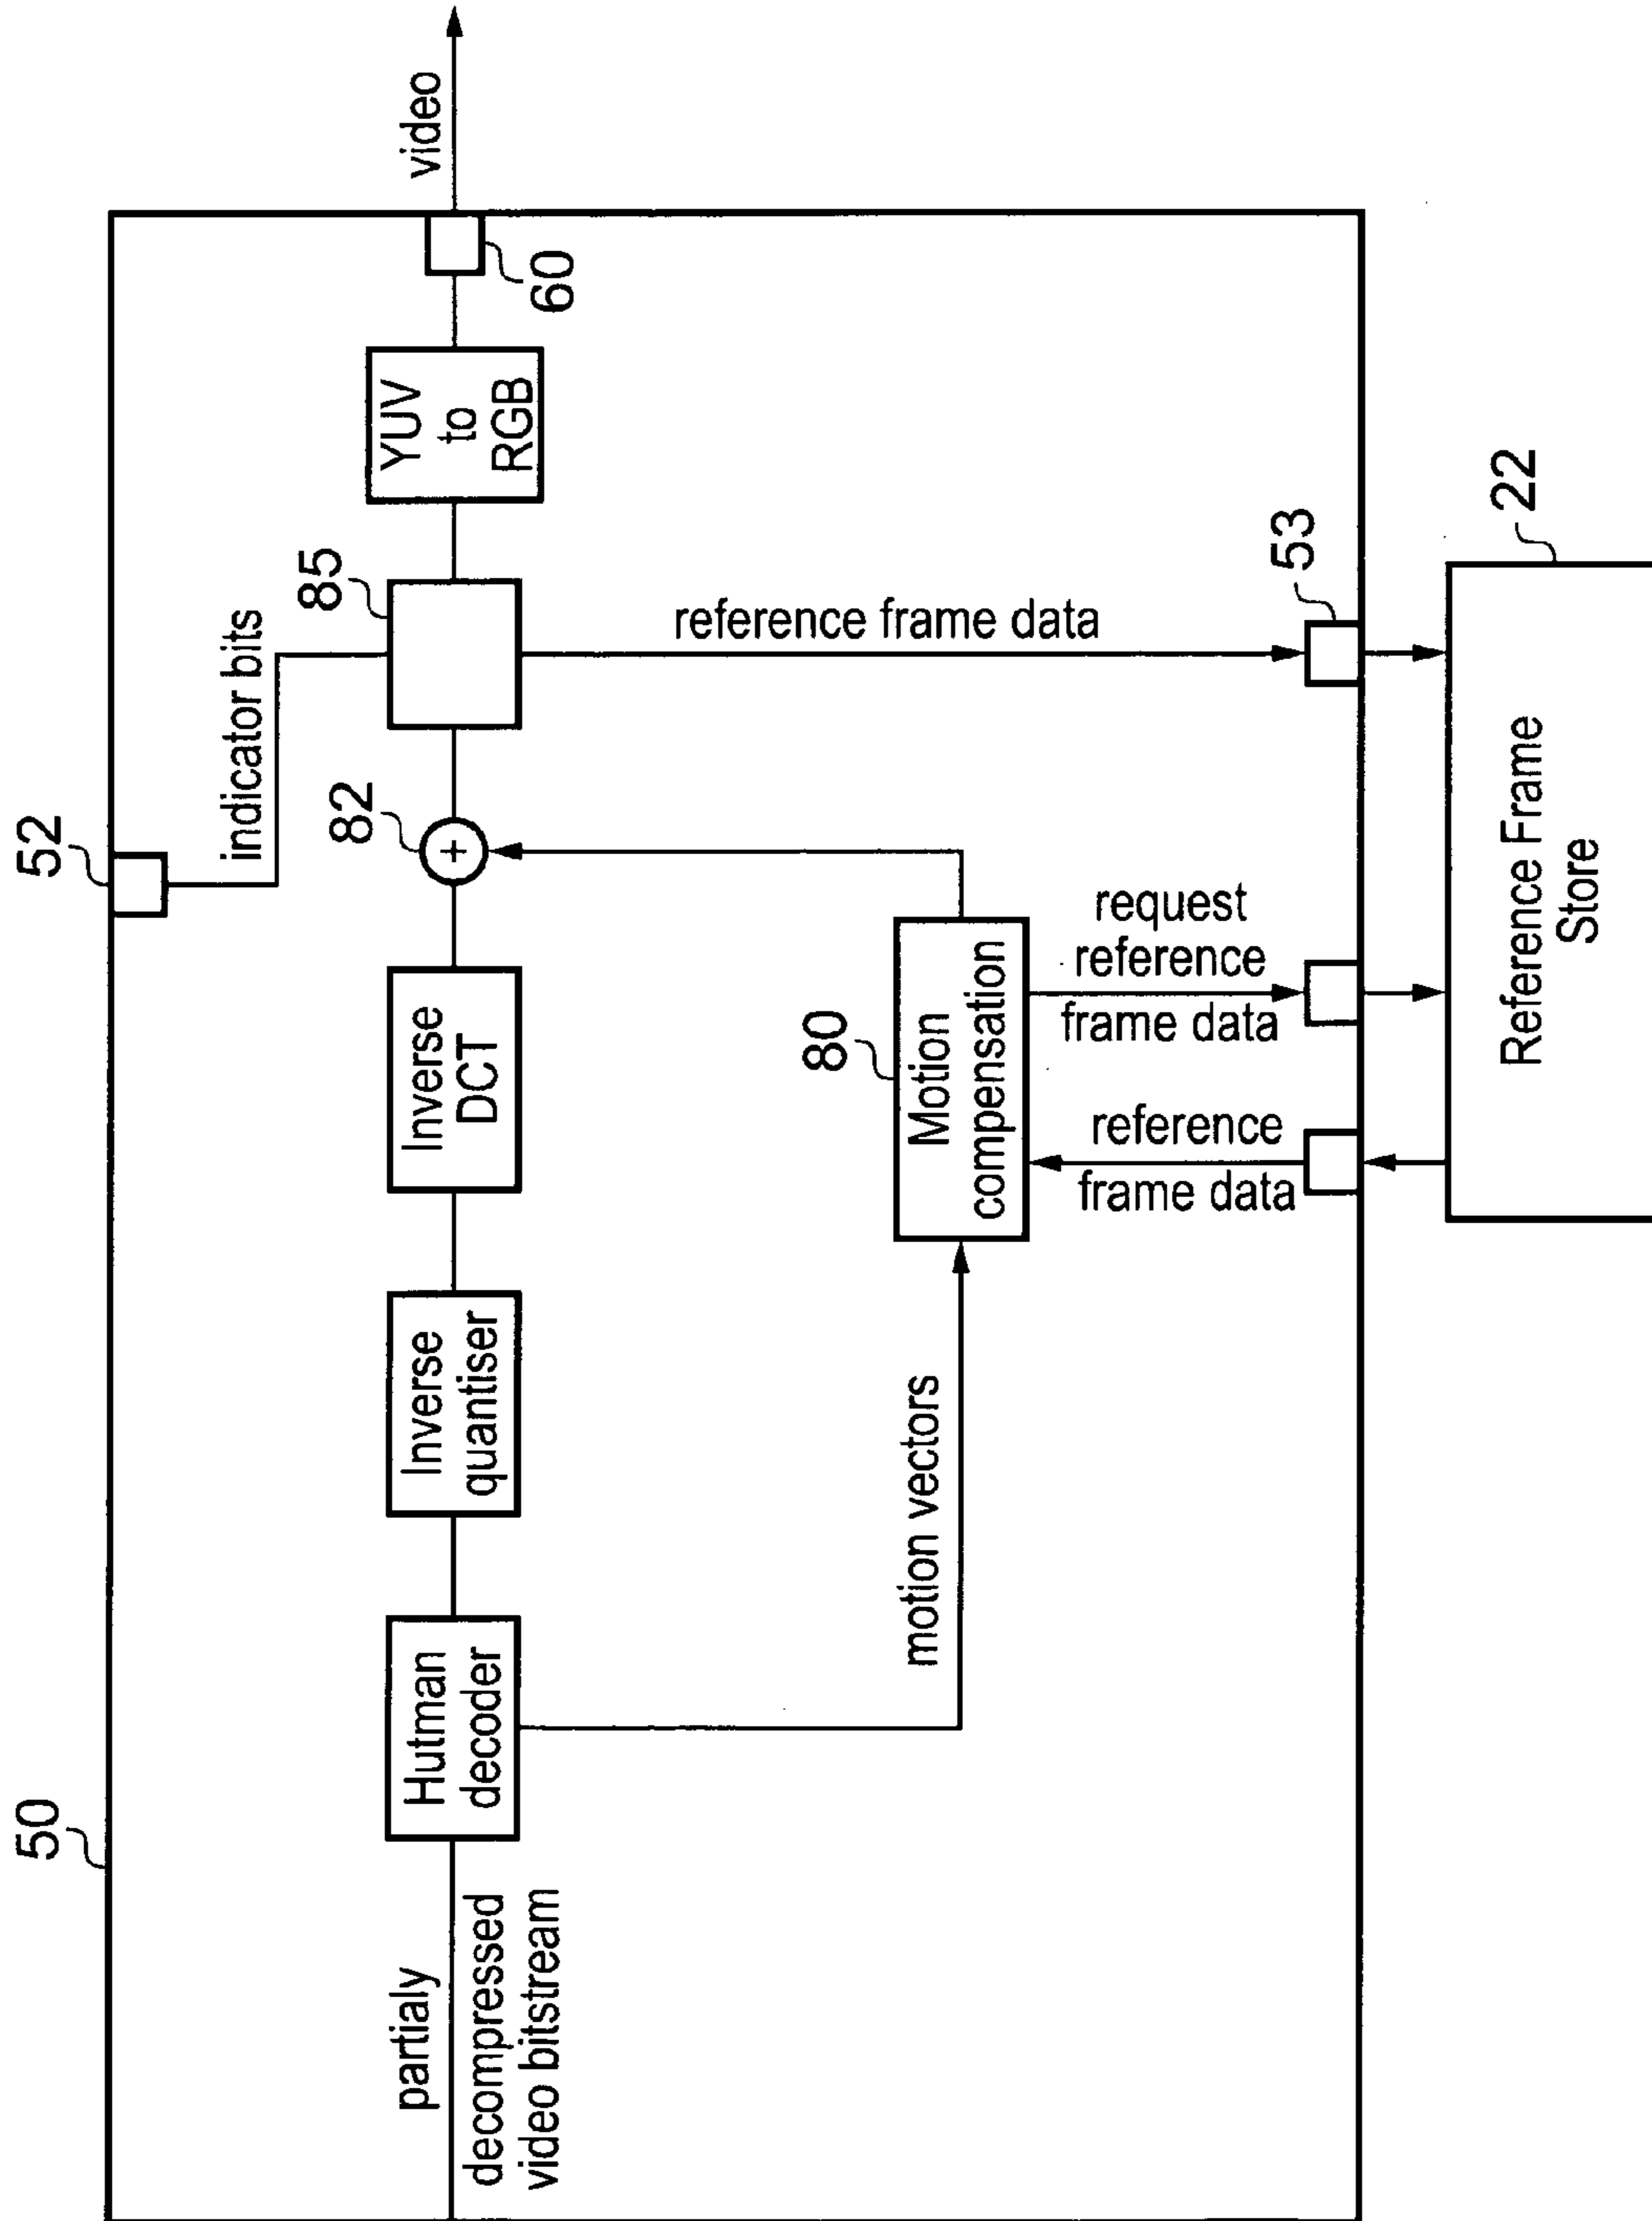 50
52
partialy
decompressed
video bitstream
Hutman
decoder
Inverse
quantiser
Inverse
DCT
82
indicator bits
85
YUV
to
RGB
60
video
motion vectors
80
Motion
compensation
reference frame data
reference
frame data
request
reference
frame data
53
22
Reference Frame
Store